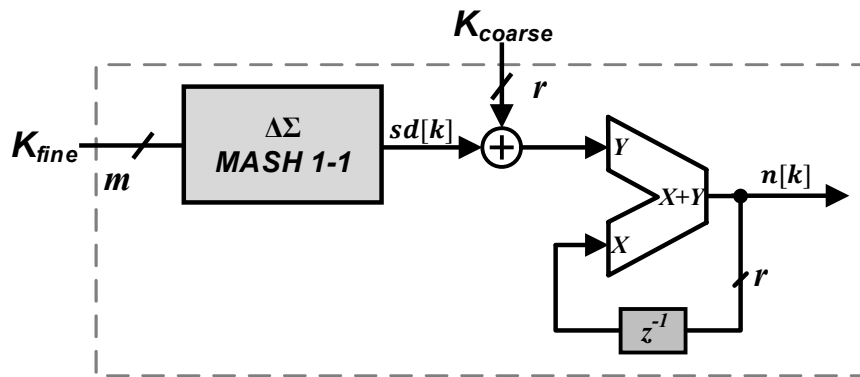 K_coarse
r
K_fine
m
ΔΣ
MASH 1-1
sd[k]
+
Y
X+Y
X
n[k]
r
z^-1